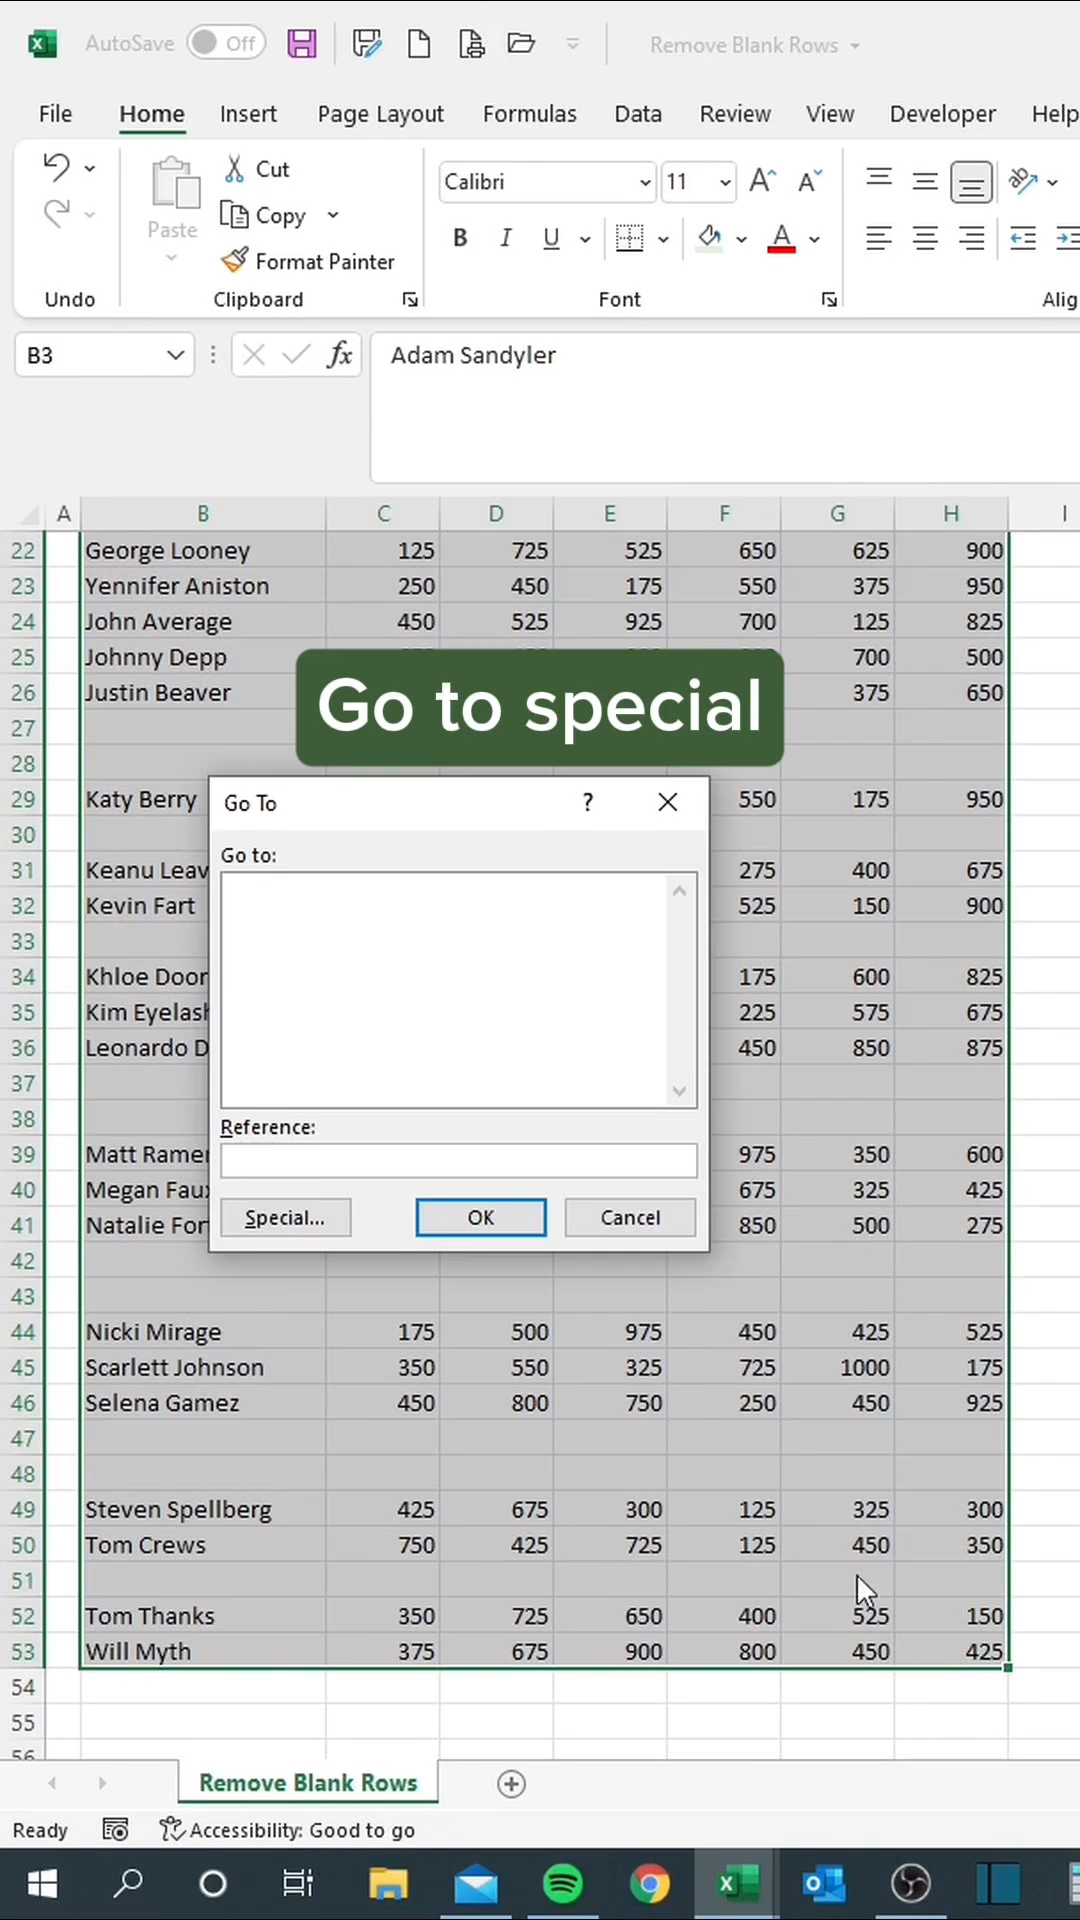 AutoSave Off Remove Blank Rows
File Home Insert Page Layout Formulas Data Review View Developer Help
Cut
Calibri 11 A A
Paste Copy
B I U A
Format Painter
Undo Clipboard Font Alig
B3 fx Adam Sandyler
A B C D E F G H I
22 George Looney 125 725 525 650 625 900
23 Yennifer Aniston 250 450 175 550 375 950
24 John Average 450 525 925 700 125 825
25 Johnny Depp 700 500
26 Justin Beaver 375 650
Go to special
27
28
29 Katy Berry 550 175 950
Go To ?
30
Go to:
31 Keanu Leav 275 400 675
32 Kevin Fart 525 150 900
33
34 Khloe Door 175 600 825
35 Kim Eyelash 225 575 675
36 Leonardo D 450 850 875
37
38
Reference:
39 Matt Ramen 975 350 600
40 Megan Faux 675 325 425
41 Natalie For 850 500 275
Special... OK Cancel
42
43
44 Nicki Mirage 175 500 975 450 425 525
45 Scarlett Johnson 350 550 325 725 1000 175
46 Selena Gamez 450 800 750 250 450 925
47
48
49 Steven Spellberg 425 675 300 125 325 300
50 Tom Crews 750 425 725 125 450 350
51
52 Tom Thanks 350 725 650 400 525 150
53 Will Myth 375 675 900 800 450 425
54
55
56
Remove Blank Rows
Ready Accessibility: Good to go